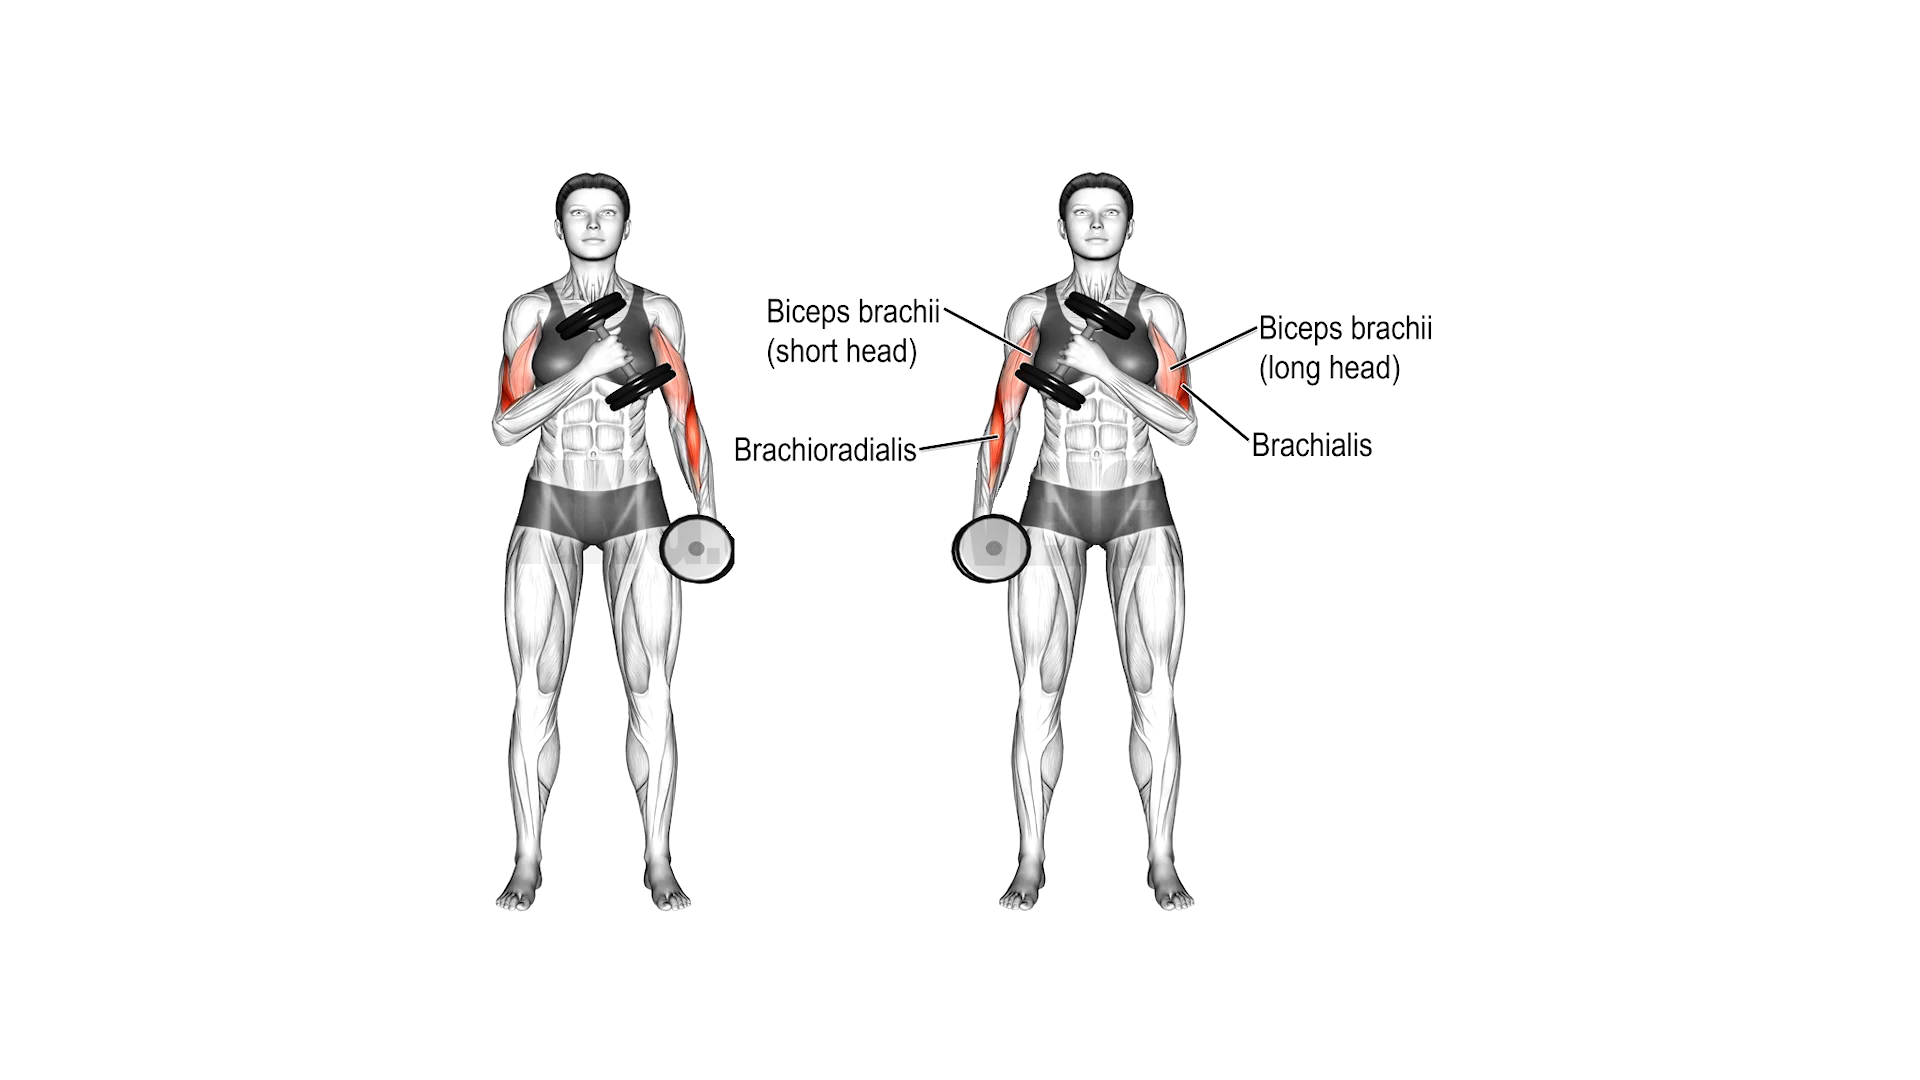 Biceps brachii
(short head)
Biceps brachii
(long head)
Brachioradialis
Brachialis